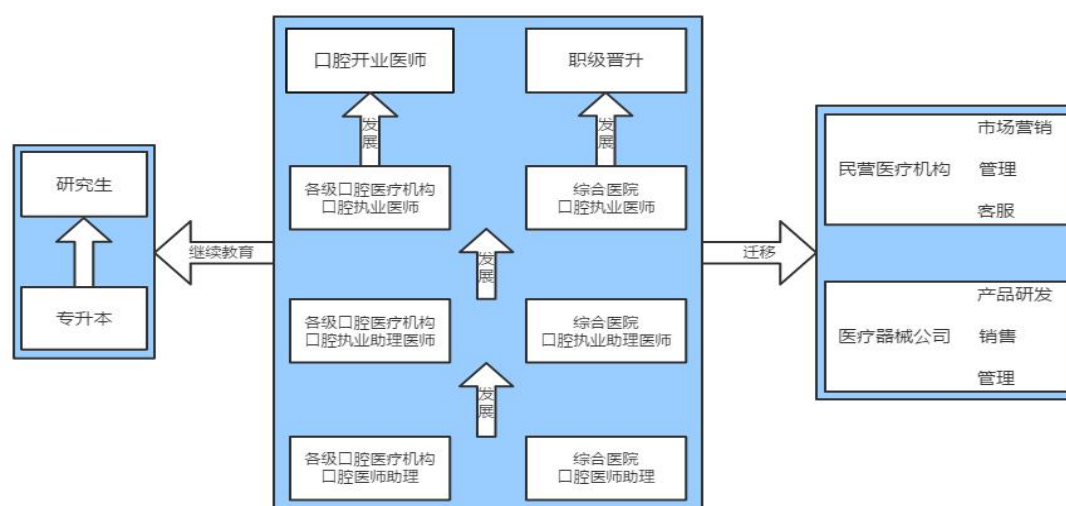 口腔开业医师
职级晋升
发展
发展
各级口腔医疗机构
口腔执业医师
综合医院
口腔执业医师
发展
各级口腔医疗机构
口腔执业助理医师
综合医院
口腔执业助理医师
发展
各级口腔医疗机构
口腔医师助理
综合医院
口腔医师助理
继续教育
研究生
专升本
迁移
民营医疗机构
市场营销
管理
客服
医疗器械公司
产品研发
销售
管理